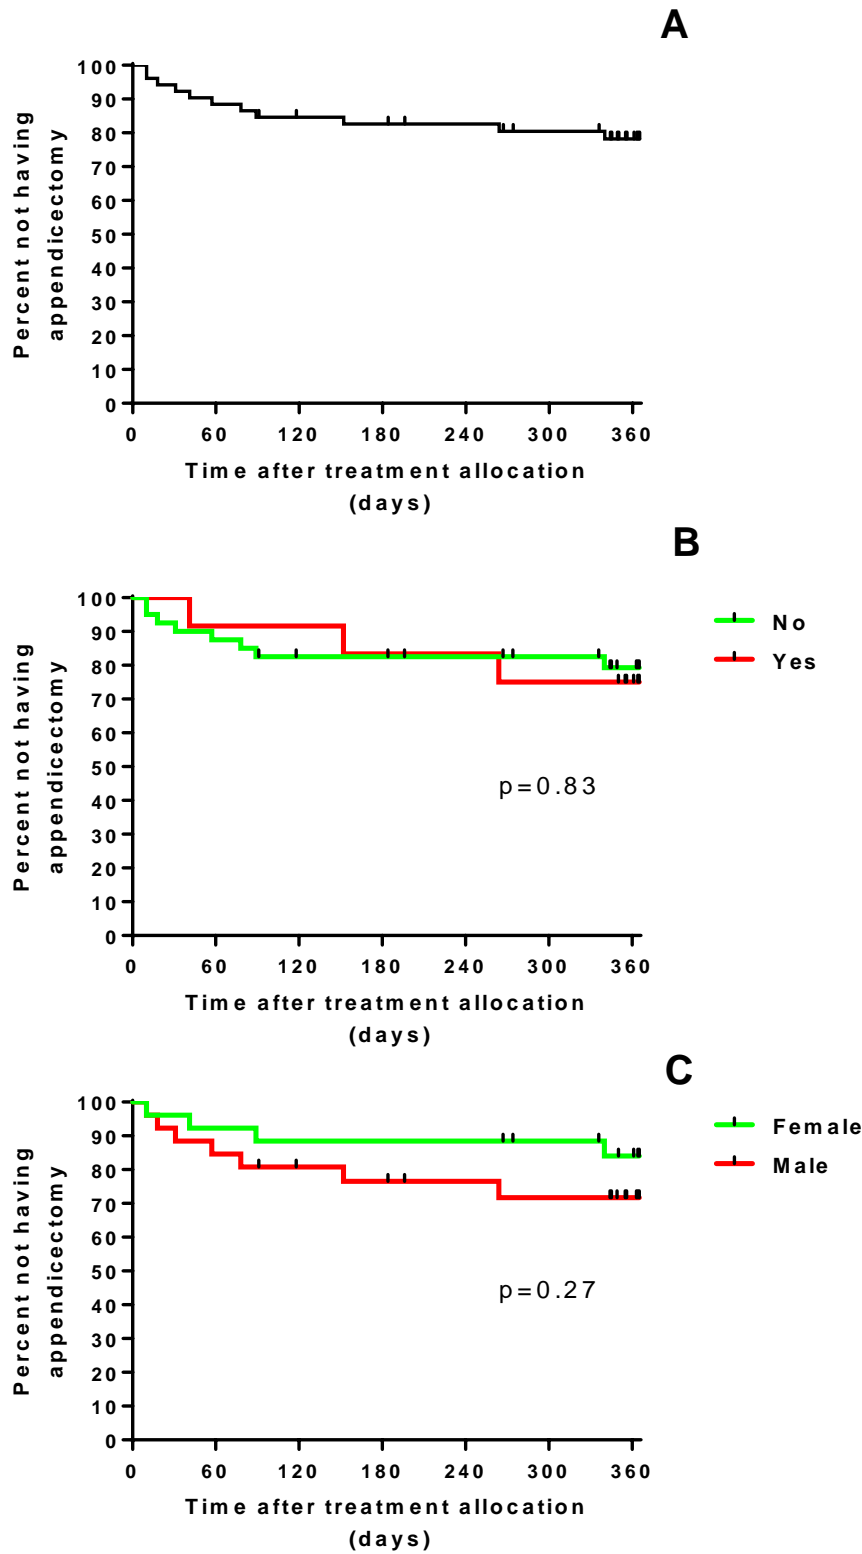 A
100
90
80
70
60
50
40
30
20
10
0
Percent not having
appendicectomy
0 60 120 180 240 300 360
Time after treatment allocation
(days)
B
100
90
80
70
60
50
40
30
20
10
0
Percent not having
appendicectomy
No
Yes
p=0.83
0 60 120 180 240 300 360
Time after treatment allocation
(days)
C
100
90
80
70
60
50
40
30
20
10
0
Percent not having
appendicectomy
Female
Male
p=0.27
0 60 120 180 240 300 360
Time after treatment allocation
(days)